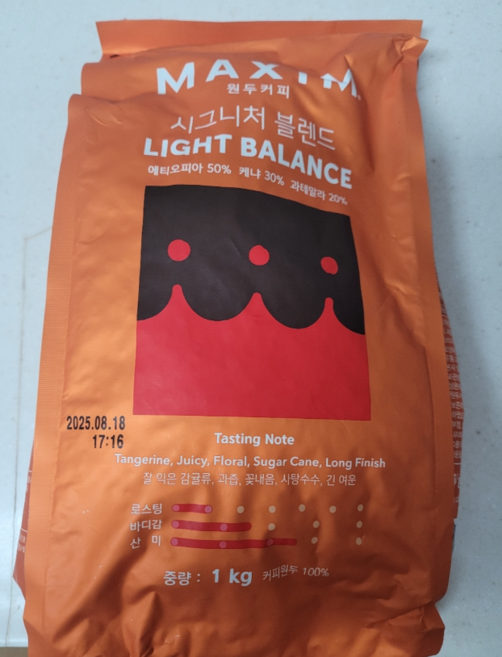 MAXIM
원두커피
시그니처 블렌드
LIGHT BALANCE
에티오피아 50% 케냐 30% 과테말라 20%
2025.08.18
17:16
Tasting Note
Tangerine, Juicy, Floral, Sugar Cane, Long Finish
잘 익은 감귤류, 과즙, 꽃내음, 사탕수수, 긴 여운
로스팅
바디감
산 미
중량 : 1 kg 커피원두 100%